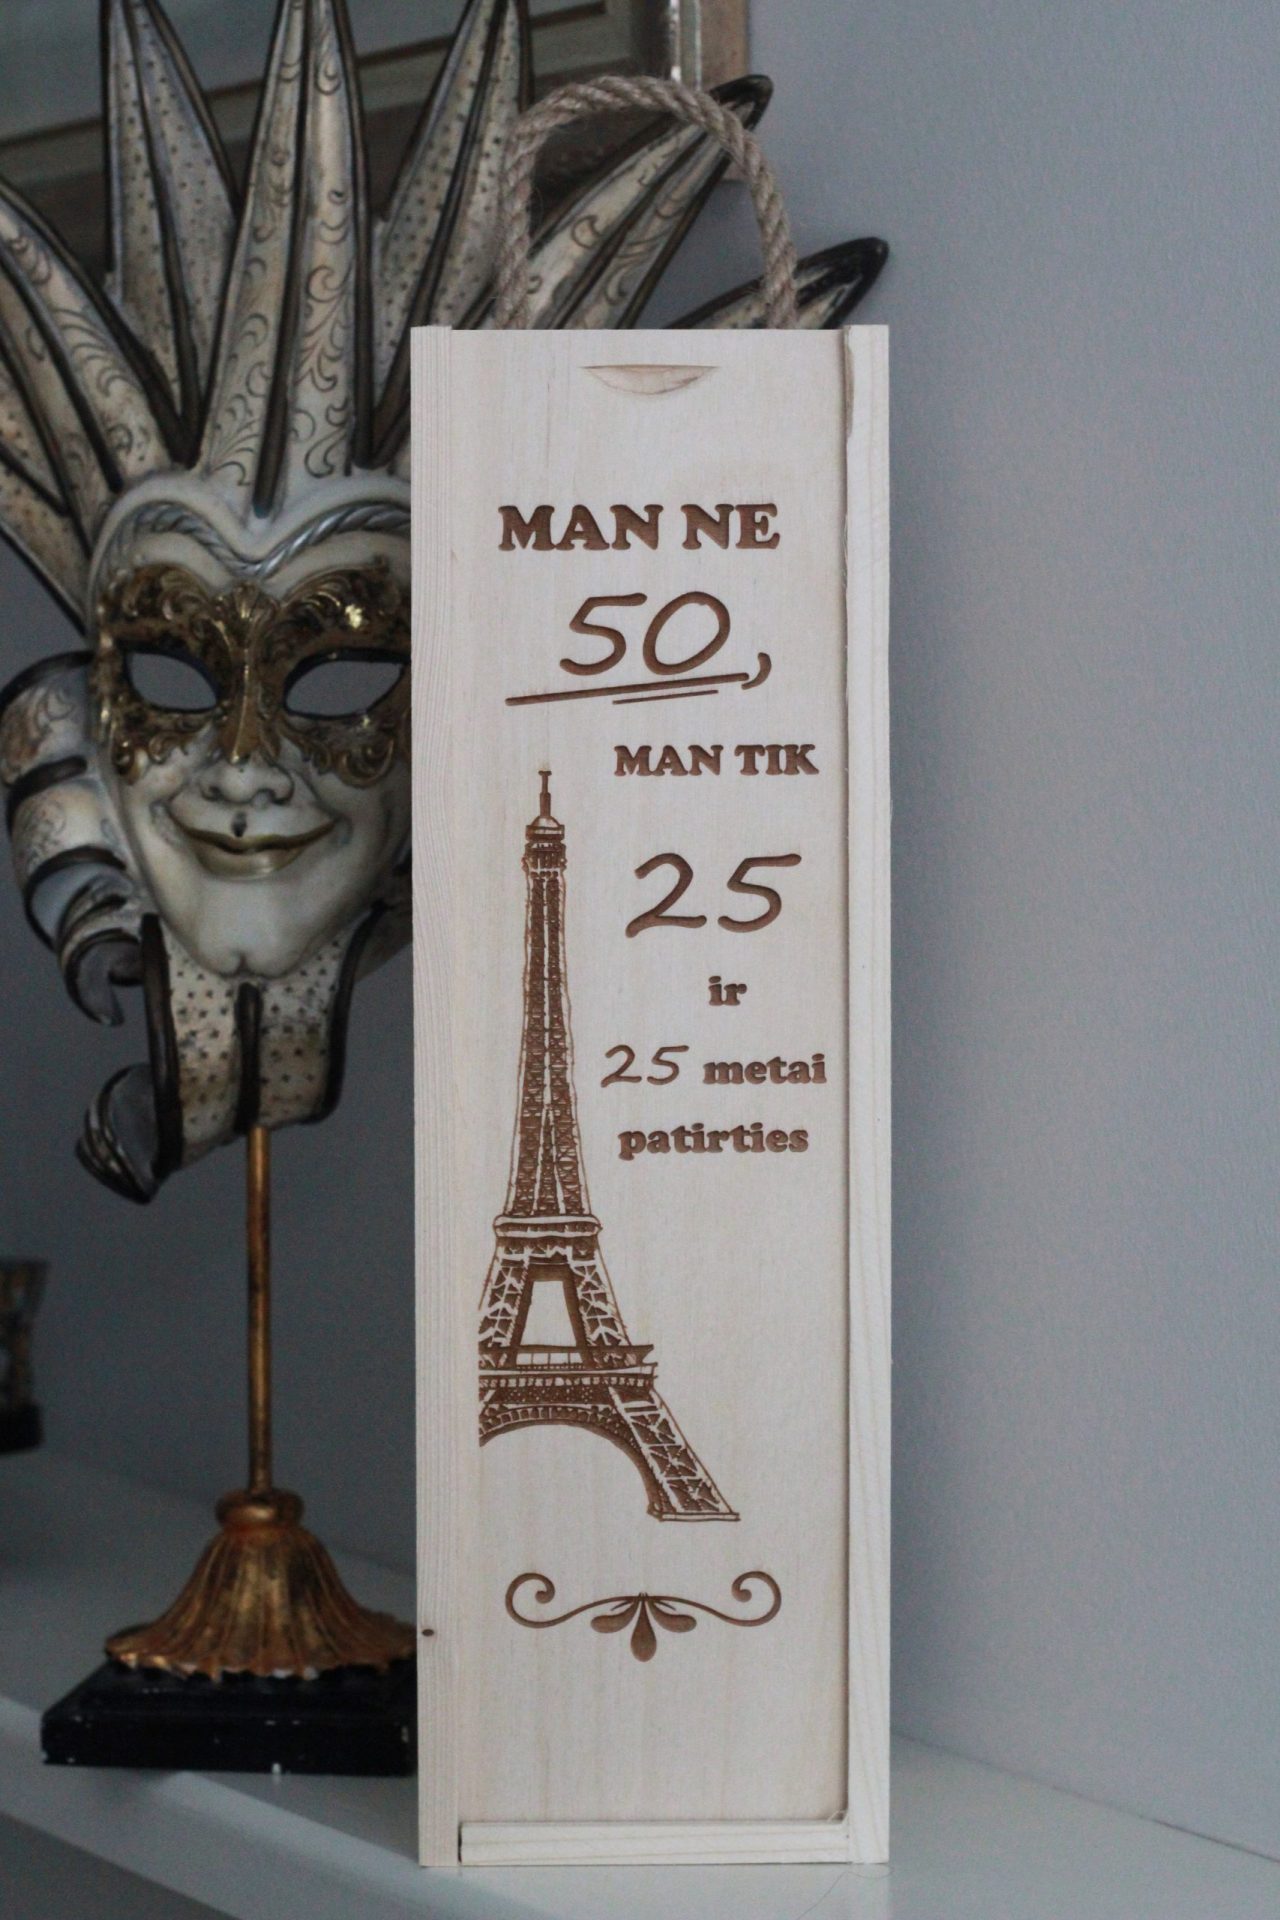 MAN NE
50,
MAN TIK
25
ir
25 metai
patirties